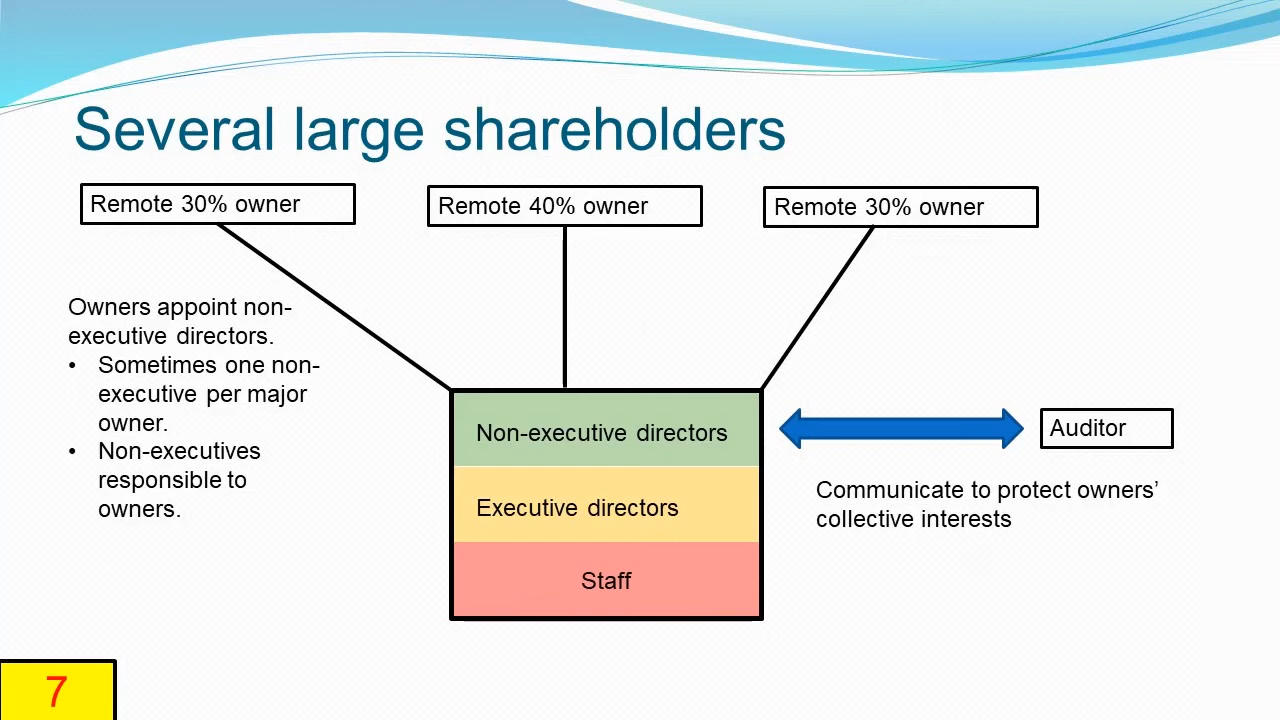 Several large shareholders
Remote 30% owner
Remote 40% owner
Remote 30% owner
Owners appoint non-
executive directors.
• Sometimes one non-
executive per major
owner.
• Non-executives
responsible to
owners.
Non-executive directors
Executive directors
Staff
Auditor
Communicate to protect owners’
collective interests
7